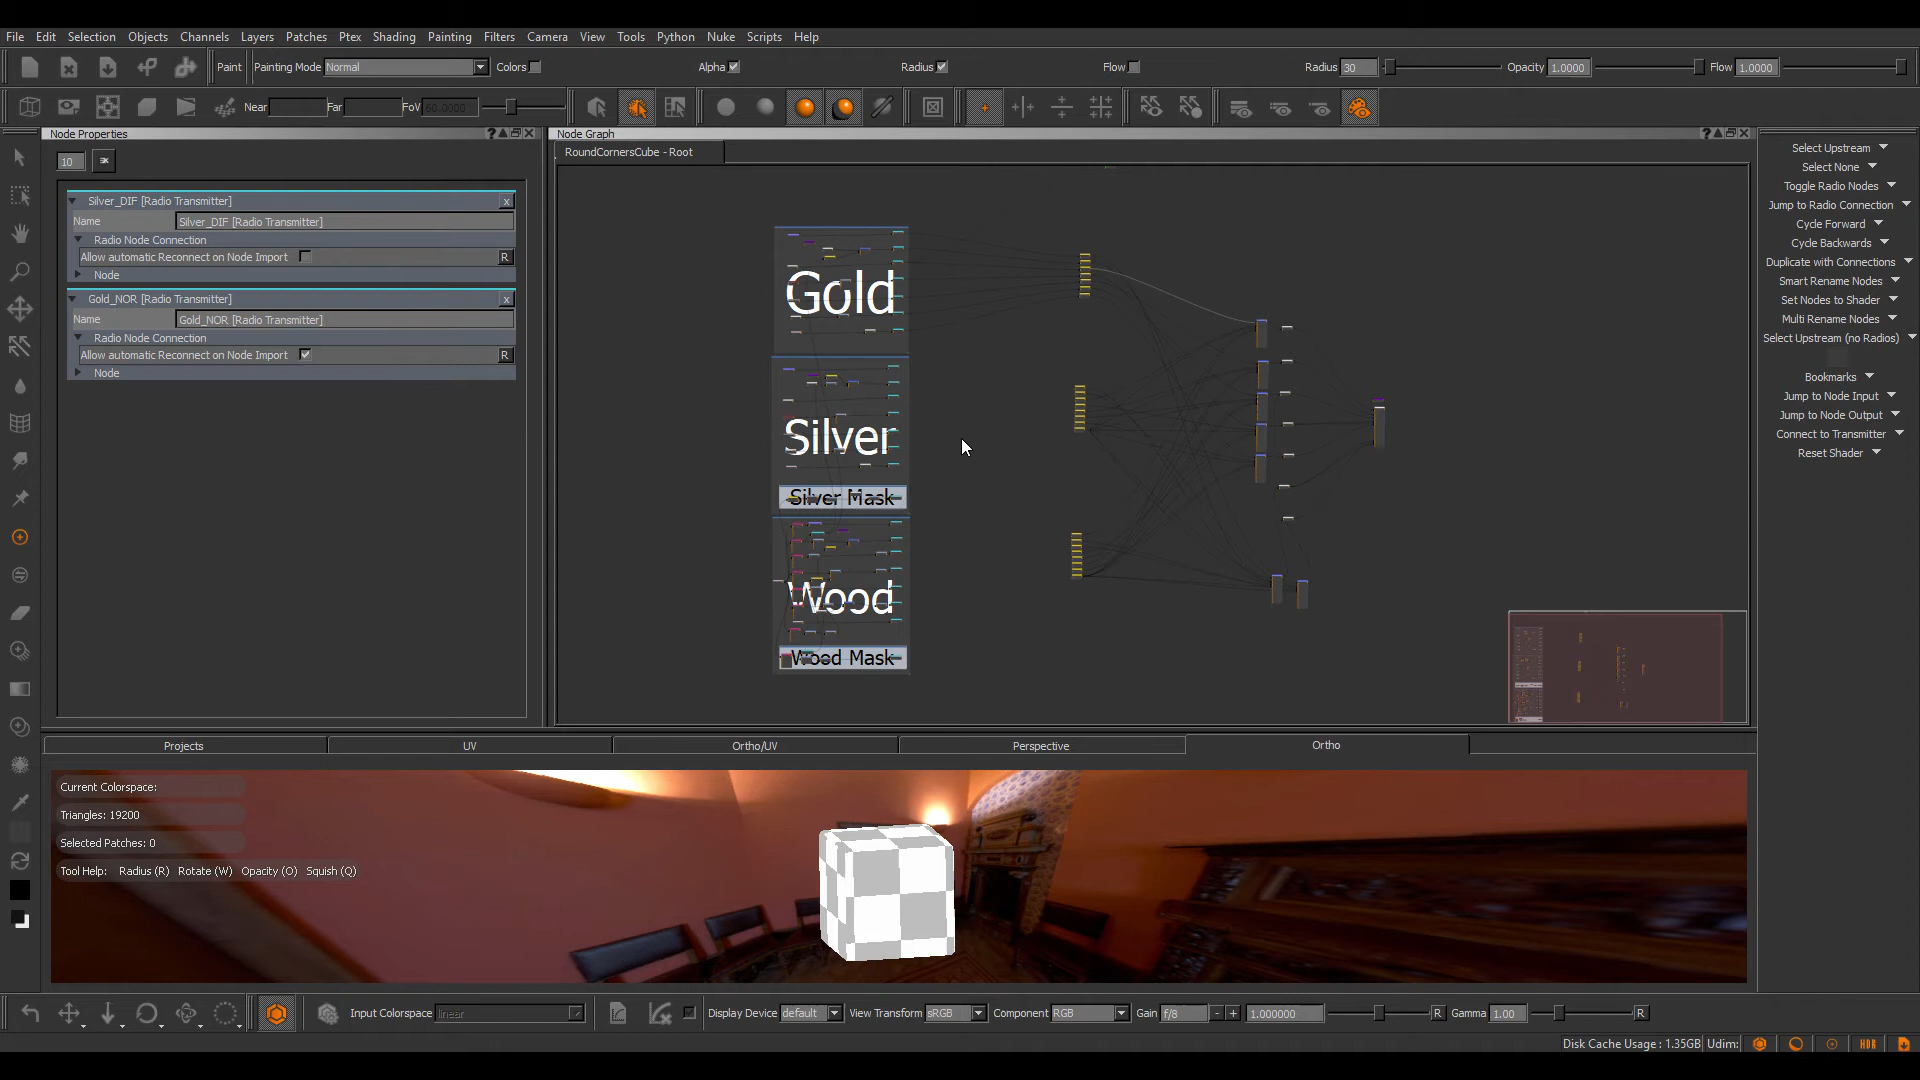 File Edit Selection Objects Channels Layers Patches Ptex Shading Painting Filters Camera View Tools Python Nuke Scripts Help
Paint Painting Mode Normal Colors Alpha Radius Flow Radius 30 Opacity 1.0000 Flow 1.0000
Near Far FoV 60.0000
Node Properties
10
Silver_DIF [Radio Transmitter] x
Name Silver_DIF [Radio Transmitter]
Radio Node Connection
Allow automatic Reconnect on Node Import R
Node
Gold_NOR [Radio Transmitter] x
Name Gold_NOR [Radio Transmitter]
Radio Node Connection
Allow automatic Reconnect on Node Import R
Node
Node Graph
RoundCornersCube - Root
Gold
Silver
Silver Mask
Wood
Wood Mask
Select Upstream
Select None
Toggle Radio Nodes
Jump to Radio Connection
Cycle Forward
Cycle Backwards
Duplicate with Connections
Smart Rename Nodes
Set Nodes to Shader
Multi Rename Nodes
Select Upstream (no Radios)
Bookmarks
Jump to Node Input
Jump to Node Output
Connect to Transmitter
Reset Shader
Projects UV Ortho/UV Perspective Ortho
Current Colorspace:
Triangles: 19200
Selected Patches: 0
Tool Help: Radius (R) Rotate (W) Opacity (O) Squish (Q)
Input Colorspace linear Display Device default View Transform sRGB Component RGB Gain f/8 - + 1.000000 R Gamma 1.00 R
Disk Cache Usage : 1.35GB Udim: HDR